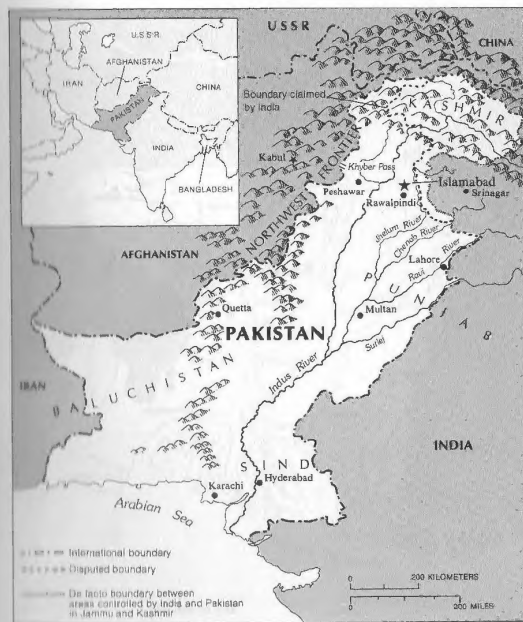 U.S.S.R
AFGHANISTAN
IRAN
CHINA
PAKISTAN
INDIA
BANGLADESH
USSR
CHINA
Boundary claimed
by India
KASHMIR
Kabul
NORTHWEST FRONTIER
Khyber Pass
Peshawar
Islamabad
Rawalpindi
Srinagar
Jhelum River
Chenab River
AFGHANISTAN
Lahore
Ravi River
PUNJAB
Quetta
Multan
PAKISTAN
Sutlej
Indus River
IRAN
BALUCHISTAN
INDIA
SIND
Hyderabad
Karachi
Arabian Sea
International boundary
Disputed boundary
De facto boundary between
areas controlled by India and Pakistan
in Jammu and Kashmir
0 200 KILOMETERS
0 200 MILES